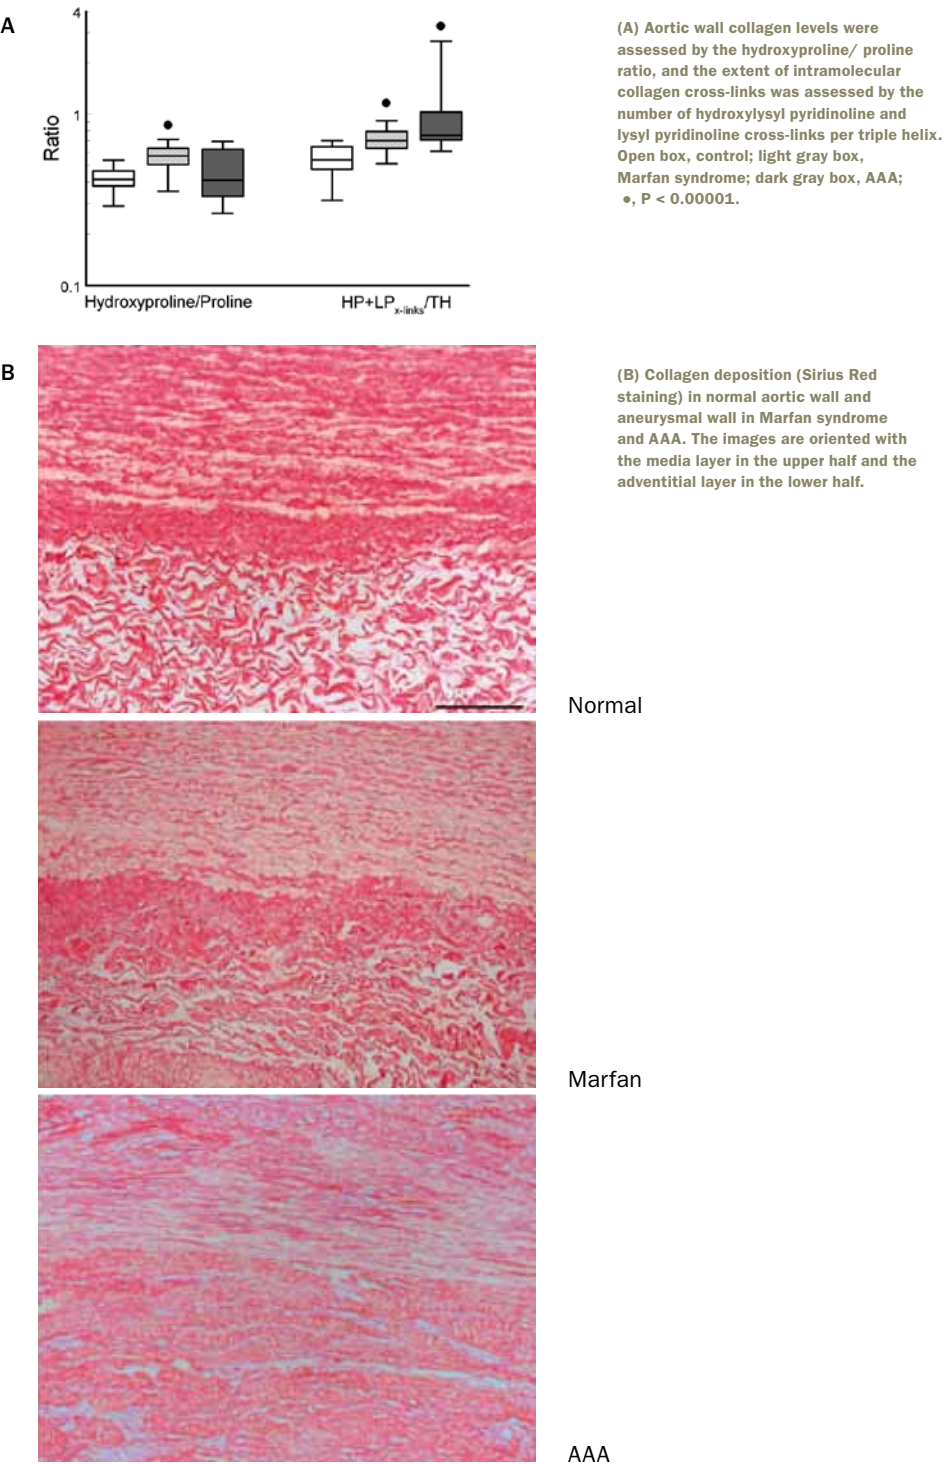 A
4
1
0.1
Ratio
Hydroxyproline/Proline
HP+LPx-links/TH
(A) Aortic wall collagen levels were
assessed by the hydroxyproline/ proline
ratio, and the extent of intramolecular
collagen cross-links was assessed by the
number of hydroxylysyl pyridinoline and
lysyl pyridinoline cross-links per triple helix.
Open box, control; light gray box,
Marfan syndrome; dark gray box, AAA;
●, P < 0.00001.
B
(B) Collagen deposition (Sirius Red
staining) in normal aortic wall and
aneurysmal wall in Marfan syndrome
and AAA. The images are oriented with
the media layer in the upper half and the
adventitial layer in the lower half.
Normal
Marfan
AAA